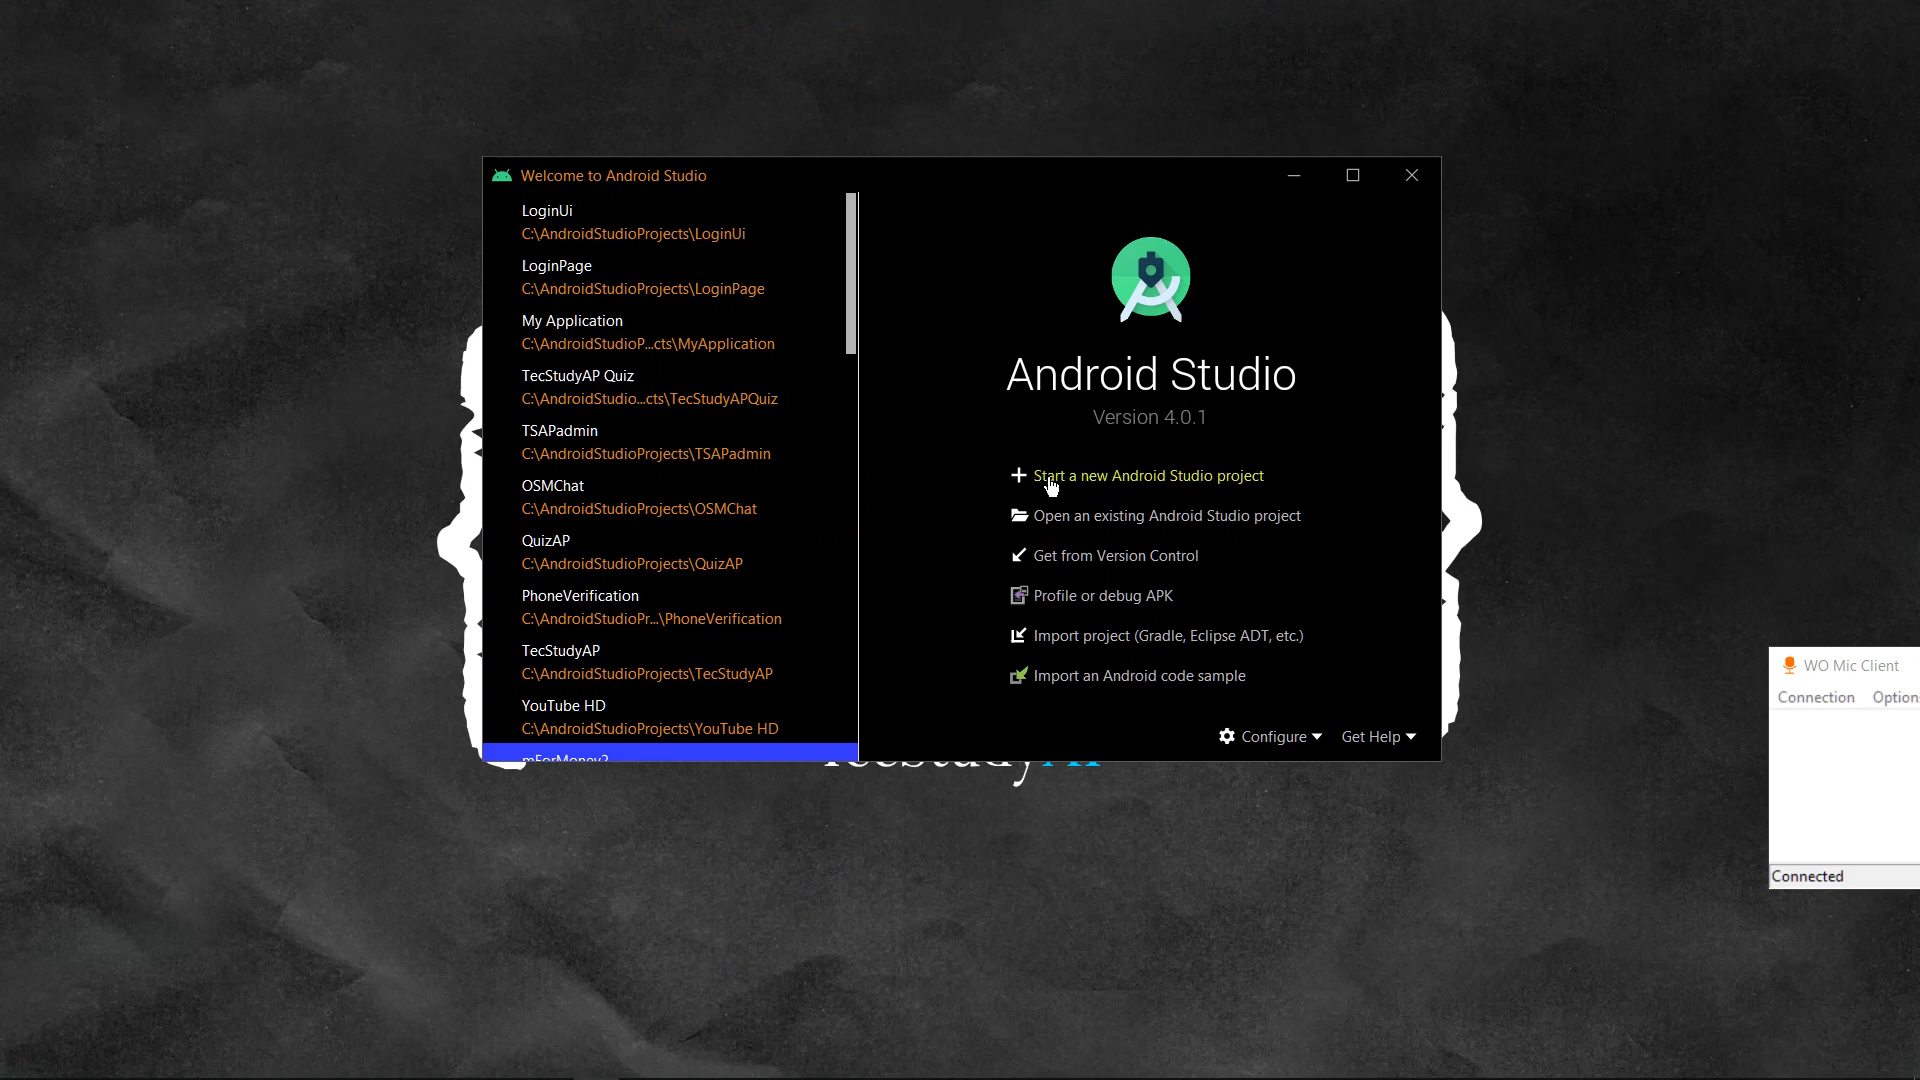 Welcome to Android Studio
LoginUi
C:\AndroidStudioProjects\LoginUi
LoginPage
C:\AndroidStudioProjects\LoginPage
My Application
C:\AndroidStudioP...cts\MyApplication
TecStudyAP Quiz
C:\AndroidStudio...cts\TecStudyAPQuiz
TSAPadmin
C:\AndroidStudioProjects\TSAPadmin
OSMChat
C:\AndroidStudioProjects\OSMChat
QuizAP
C:\AndroidStudioProjects\QuizAP
PhoneVerification
C:\AndroidStudioPr...\PhoneVerification
TecStudyAP
C:\AndroidStudioProjects\TecStudyAP
YouTube HD
C:\AndroidStudioProjects\YouTube HD
Android Studio
Version 4.0.1
Start a new Android Studio project
Open an existing Android Studio project
Get from Version Control
Profile or debug APK
Import project (Gradle, Eclipse ADT, etc.)
Import an Android code sample
Configure
Get Help
WO Mic Client
Connection Option
Connected